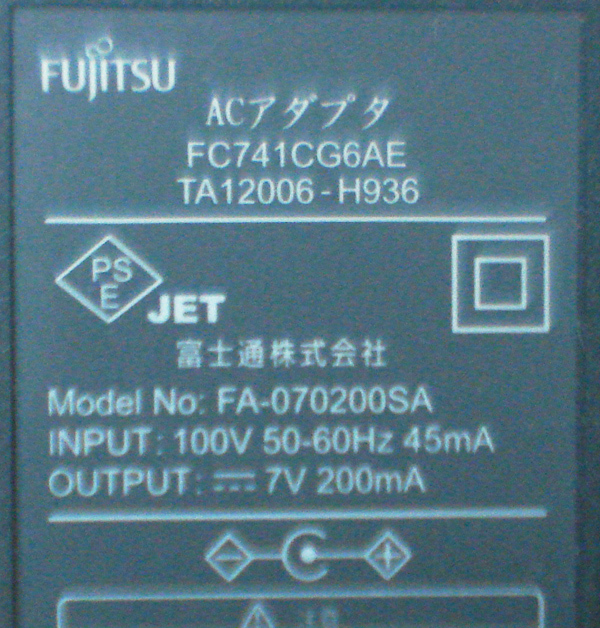 FUJITSU
ACアダプタ
FC741CG6AE
TA12006-H936
PS
E
JET
富士通株式会社
Model No: FA-070200SA
INPUT: 100V 50-60Hz 45mA
OUTPUT: ⎓ 7V 200mA